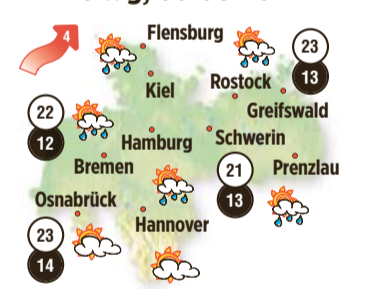 4
Flensburg
23
13
Kiel
Rostock
Greifswald
22
12
Hamburg
Schwerin
Bremen
21
13
Prenzlau
Osnabrück
Hannover
23
14